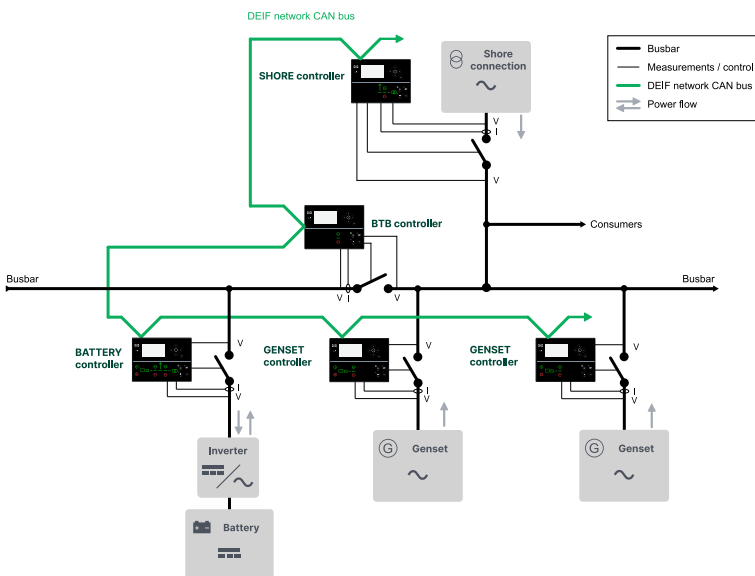 DEIF network CAN bus
SHORE controller
Shore
connection
V
I
V
Busbar
Measurements / control
DEIF network CAN bus
Power flow
BTB controller
Consumers
Busbar
V
I
V
Busbar
BATTERY
controller
V
I
V
GENSET
controller
V
I
V
GENSET
controller
V
I
V
Inverter
Battery
G Genset
G Genset